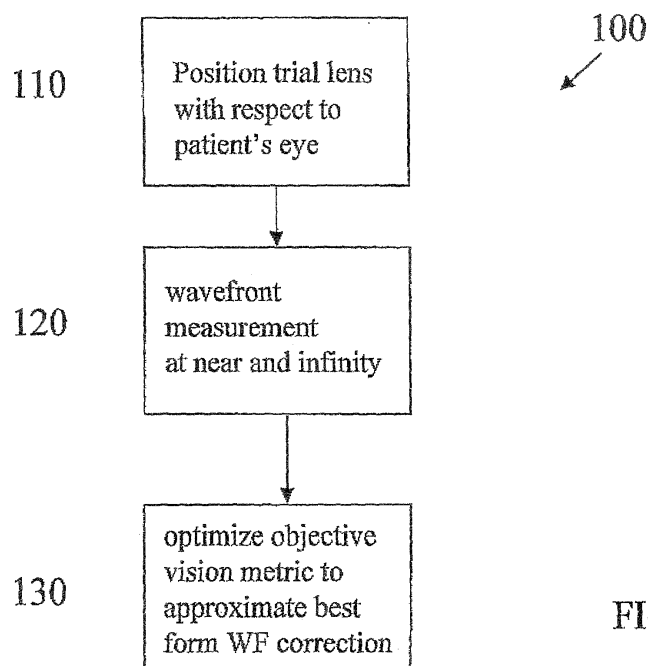 100
110
Position trial lens
with respect to
patient's eye
120
wavefront
measurement
at near and infinity
130
optimize objective
vision metric to
approximate best
form WF correction
FI